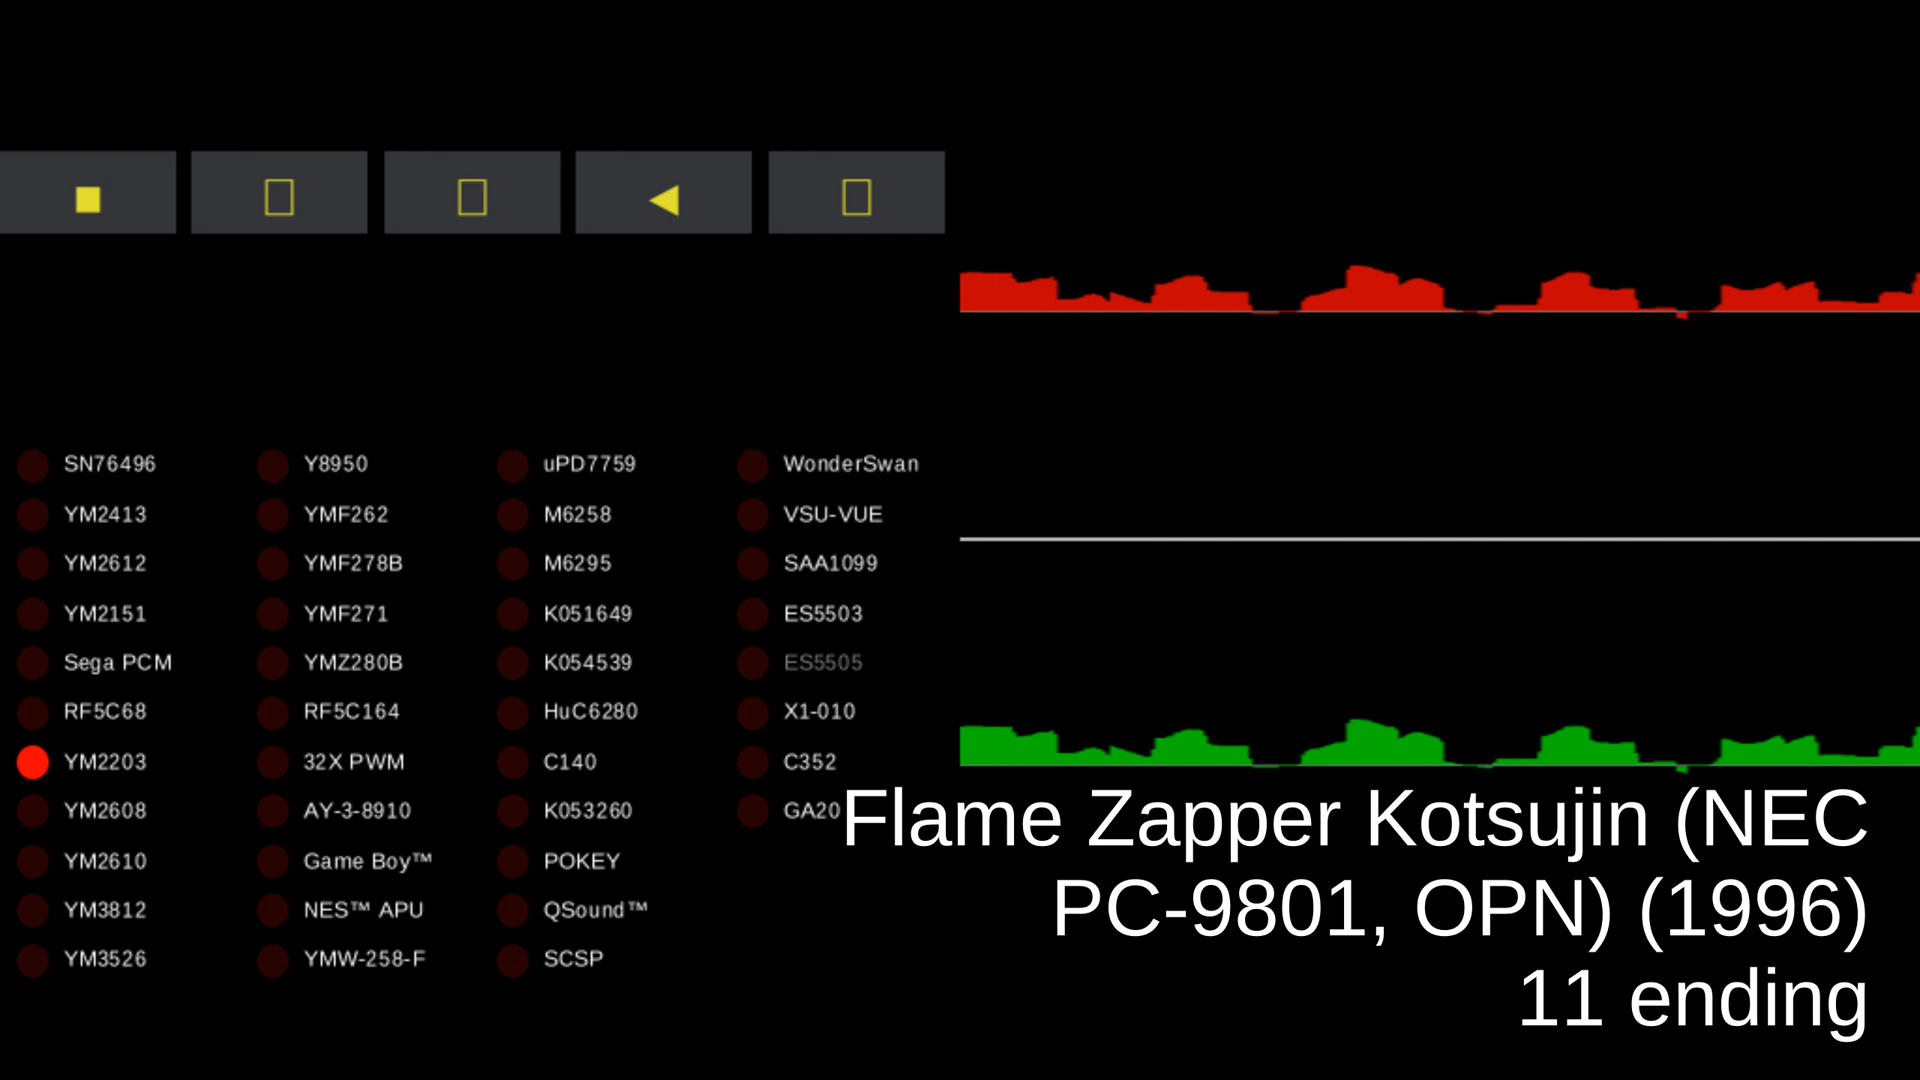 SN76496
YM2413
YM2612
YM2151
Sega PCM
RF5C68
YM2203
YM2608
YM2610
YM3812
YM3526
Y8950
YMF262
YMF278B
YMF271
YMZ280B
RF5C164
32X PWM
AY-3-8910
Game Boy™
NES™ APU
YMW-258-F
uPD7759
M6258
M6295
K051649
K054539
HuC6280
C140
K053260
POKEY
QSound™
SCSP
WonderSwan
VSU-VUE
SAA1099
ES5503
ES5505
X1-010
C352
GA20
Flame Zapper Kotsujin (NEC
PC-9801, OPN) (1996)
11 ending